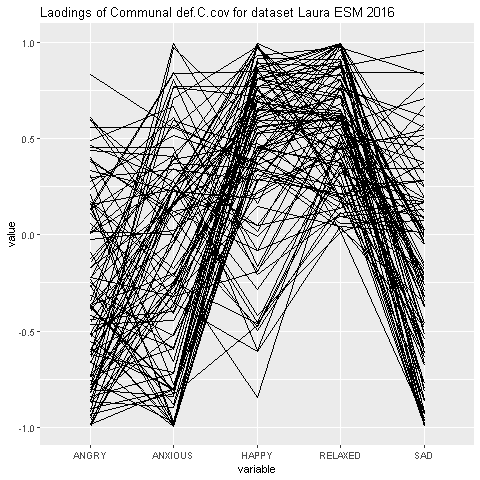 Laodings of Communal def.C.cov for dataset Laura ESM 2016
1.0
0.5
0.0
-0.5
-1.0
value
ANGRY ANXIOUS HAPPY RELAXED SAD
variable